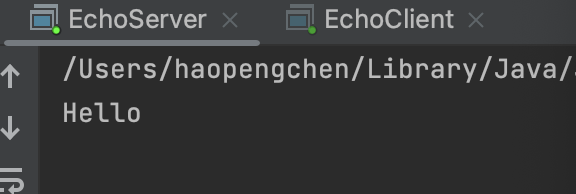 EchoServer
EchoClient
/Users/haopengchen/Library/Java/
Hello